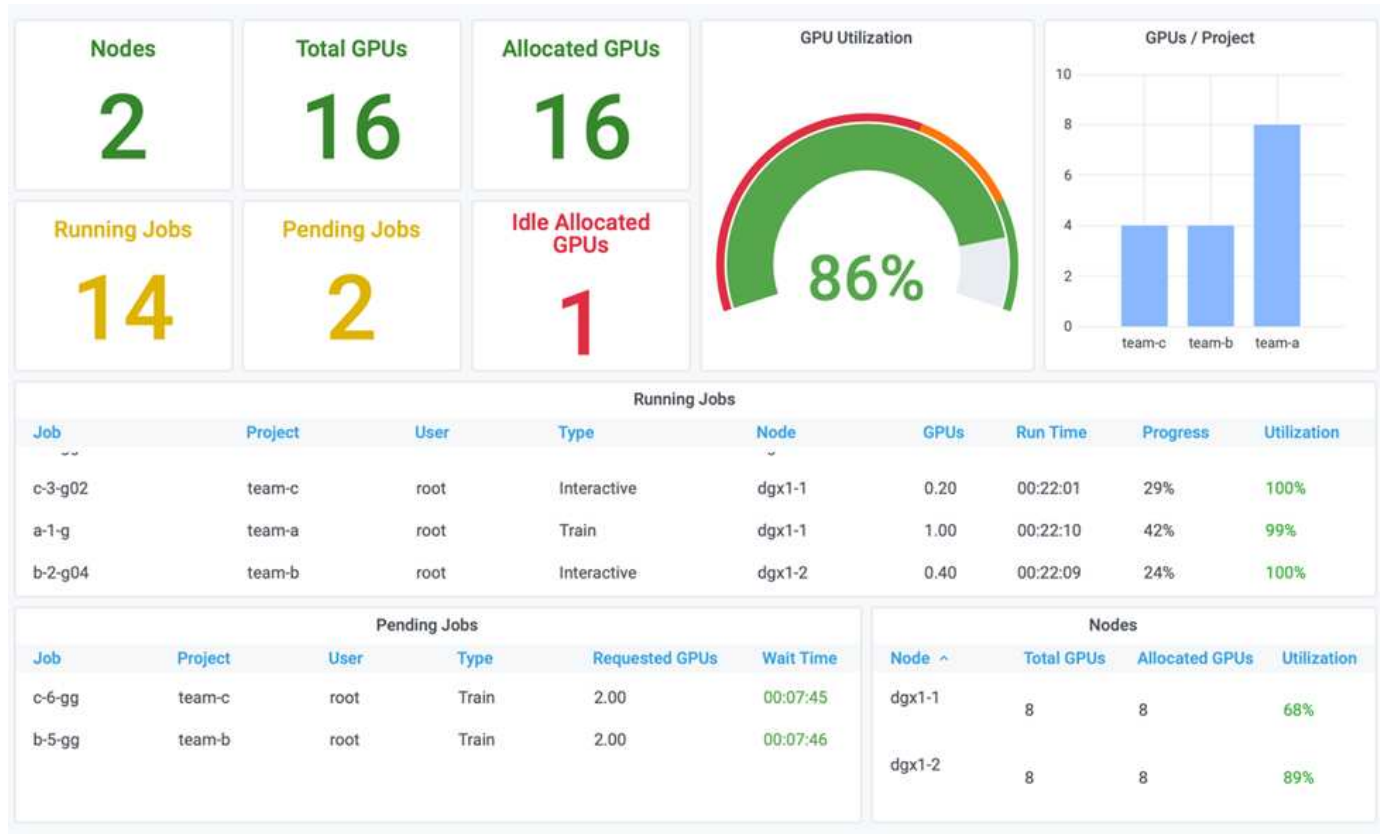 Nodes
2
Total GPUs
16
Allocated GPUs
16
Running Jobs
14
Pending Jobs
2
Idle Allocated
GPUs
1
GPU Utilization
86%
GPUs / Project
10
8
6
4
2
0
team-c team-b team-a
Running Jobs
Job Project User Type Node GPUs Run Time Progress Utilization
c-3-g02 team-c root Interactive dgx1-1 0.20 00:22:01 29% 100%
a-1-g team-a root Train dgx1-1 1.00 00:22:10 42% 99%
b-2-g04 team-b root Interactive dgx1-2 0.40 00:22:09 24% 100%
Pending Jobs
Job Project User Type Requested GPUs Wait Time
c-6-gg team-c root Train 2.00 00:07:45
b-5-gg team-b root Train 2.00 00:07:46
Nodes
Node Total GPUs Allocated GPUs Utilization
dgx1-1 8 8 68%
dgx1-2 8 8 89%